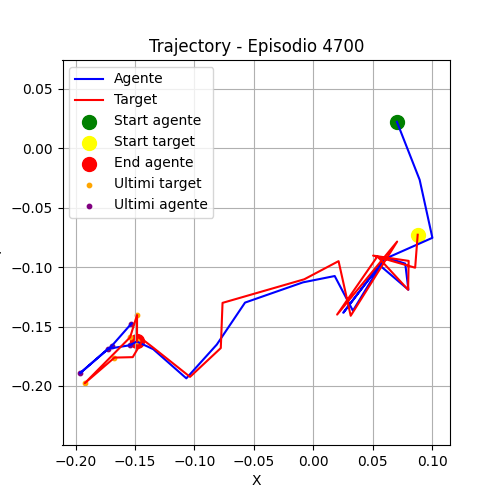 Trajectory - Episodio 4700
Agente
Target
Start agente
Start target
End agente
Ultimi target
Ultimi agente
0.05
0.00
−0.05
−0.10
−0.15
−0.20
−0.20
−0.15
−0.10
−0.05
0.00
0.05
0.10
X